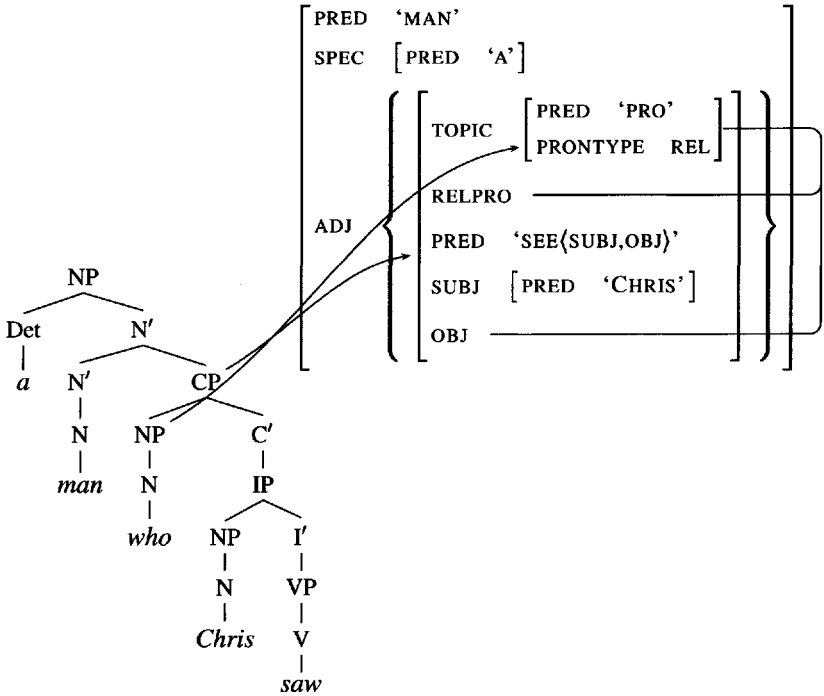 PRED ‘MAN’
SPEC [PRED ‘A’]
TOPIC [PRED ‘PRO’
PRONTYPE REL]
RELPRO
ADJ
PRED ‘SEE⟨SUBJ,OBJ⟩’
SUBJ [PRED ‘CHRIS’]
OBJ
NP
Det N′
a N′ CP
N NP C′
man N IP
who NP I′
N VP
Chris V
saw